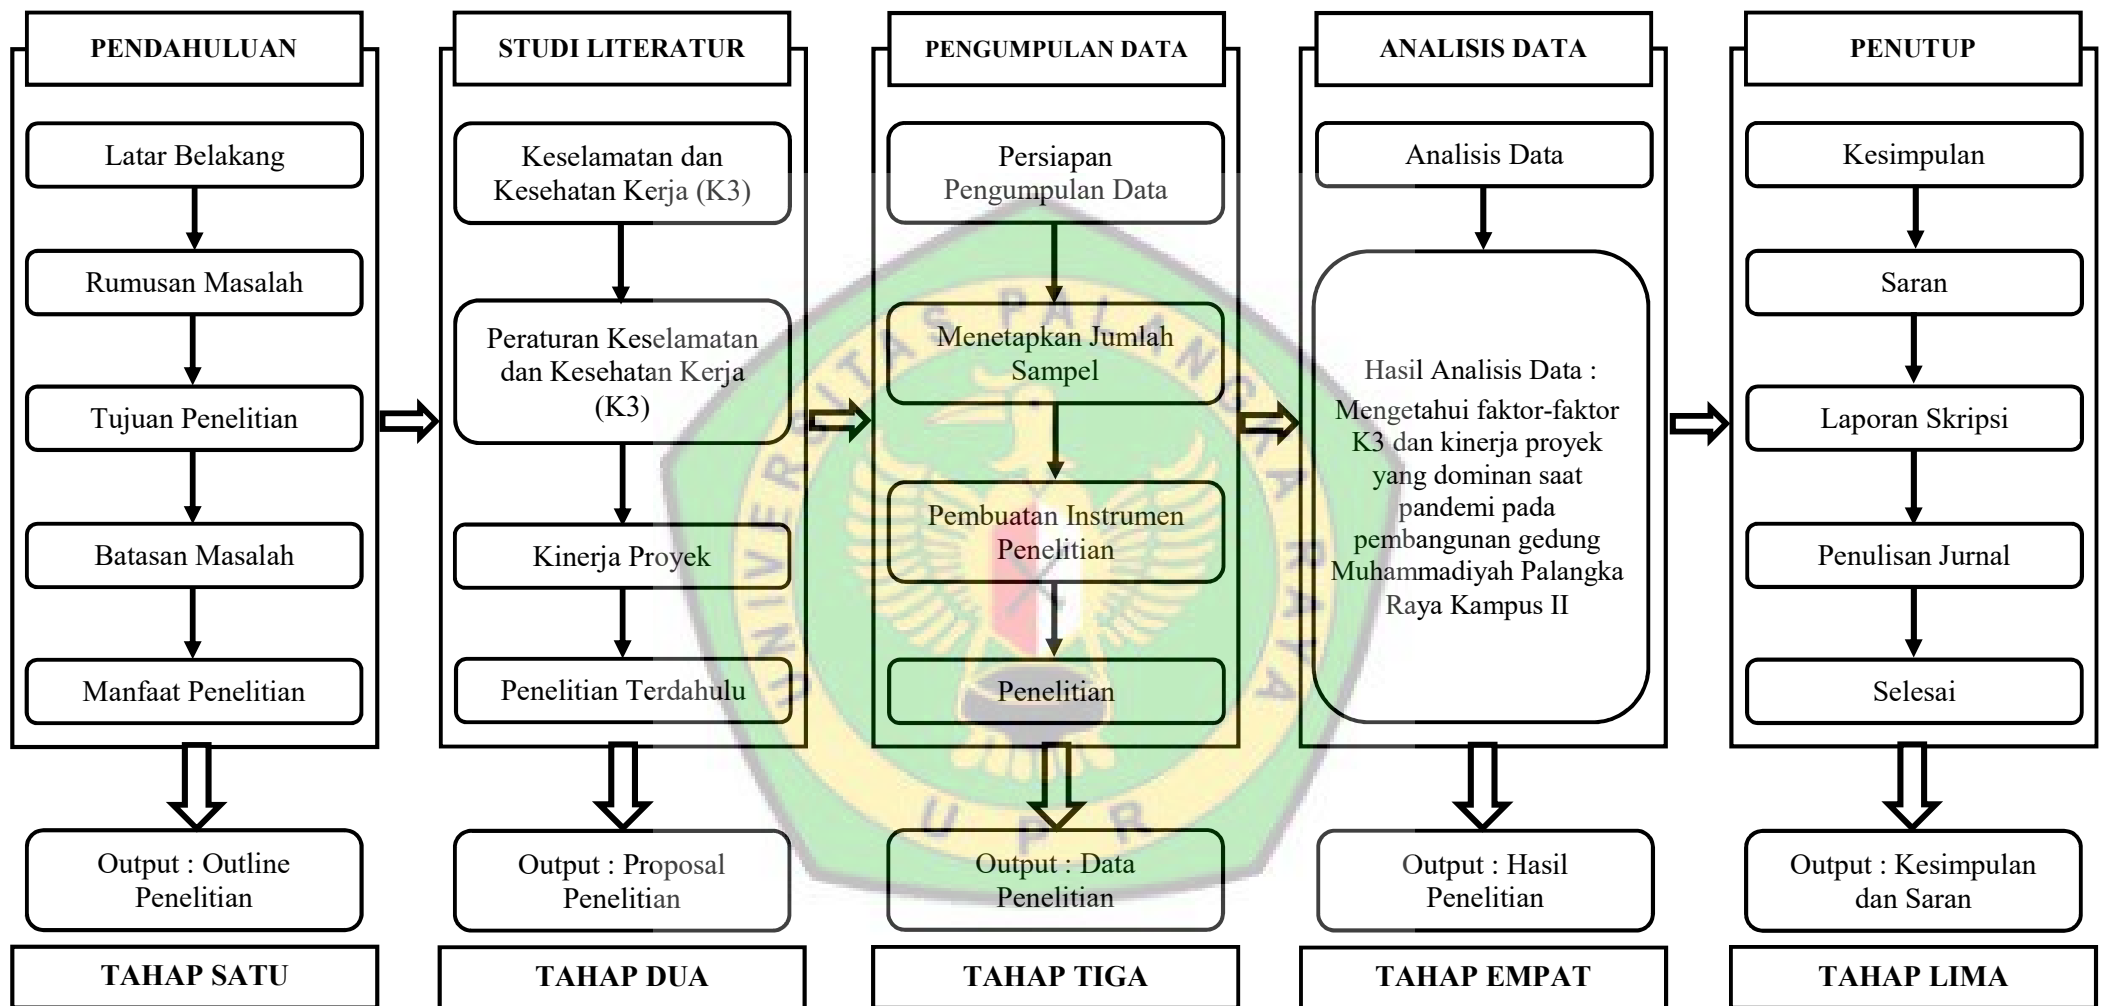 PENDAHULUAN
Latar Belakang
Rumusan Masalah
Tujuan Penelitian
Batasan Masalah
Manfaat Penelitian
Output : Outline
Penelitian
TAHAP SATU
STUDI LITERATUR
Keselamatan dan
Kesehatan Kerja (K3)
Peraturan Keselamatan
dan Kesehatan Kerja
(K3)
Kinerja Proyek
Penelitian Terdahulu
Output : Proposal
Penelitian
TAHAP DUA
PENGUMPULAN DATA
Persiapan
Pengumpulan Data
Menetapkan Jumlah
Sampel
Pembuatan Instrumen
Penelitian
Penelitian
Output : Data
Penelitian
TAHAP TIGA
ANALISIS DATA
Analisis Data
Hasil Analisis Data :
Mengetahui faktor-faktor
K3 dan kinerja proyek
yang dominan saat
pandemi pada
pembangunan gedung
Muhammadiyah Palangka
Raya Kampus II
Output : Hasil
Penelitian
TAHAP EMPAT
PENUTUP
Kesimpulan
Saran
Laporan Skripsi
Penulisan Jurnal
Selesai
Output : Kesimpulan
dan Saran
TAHAP LIMA
UNIVERSITAS PALANGKA RAYA
UPR